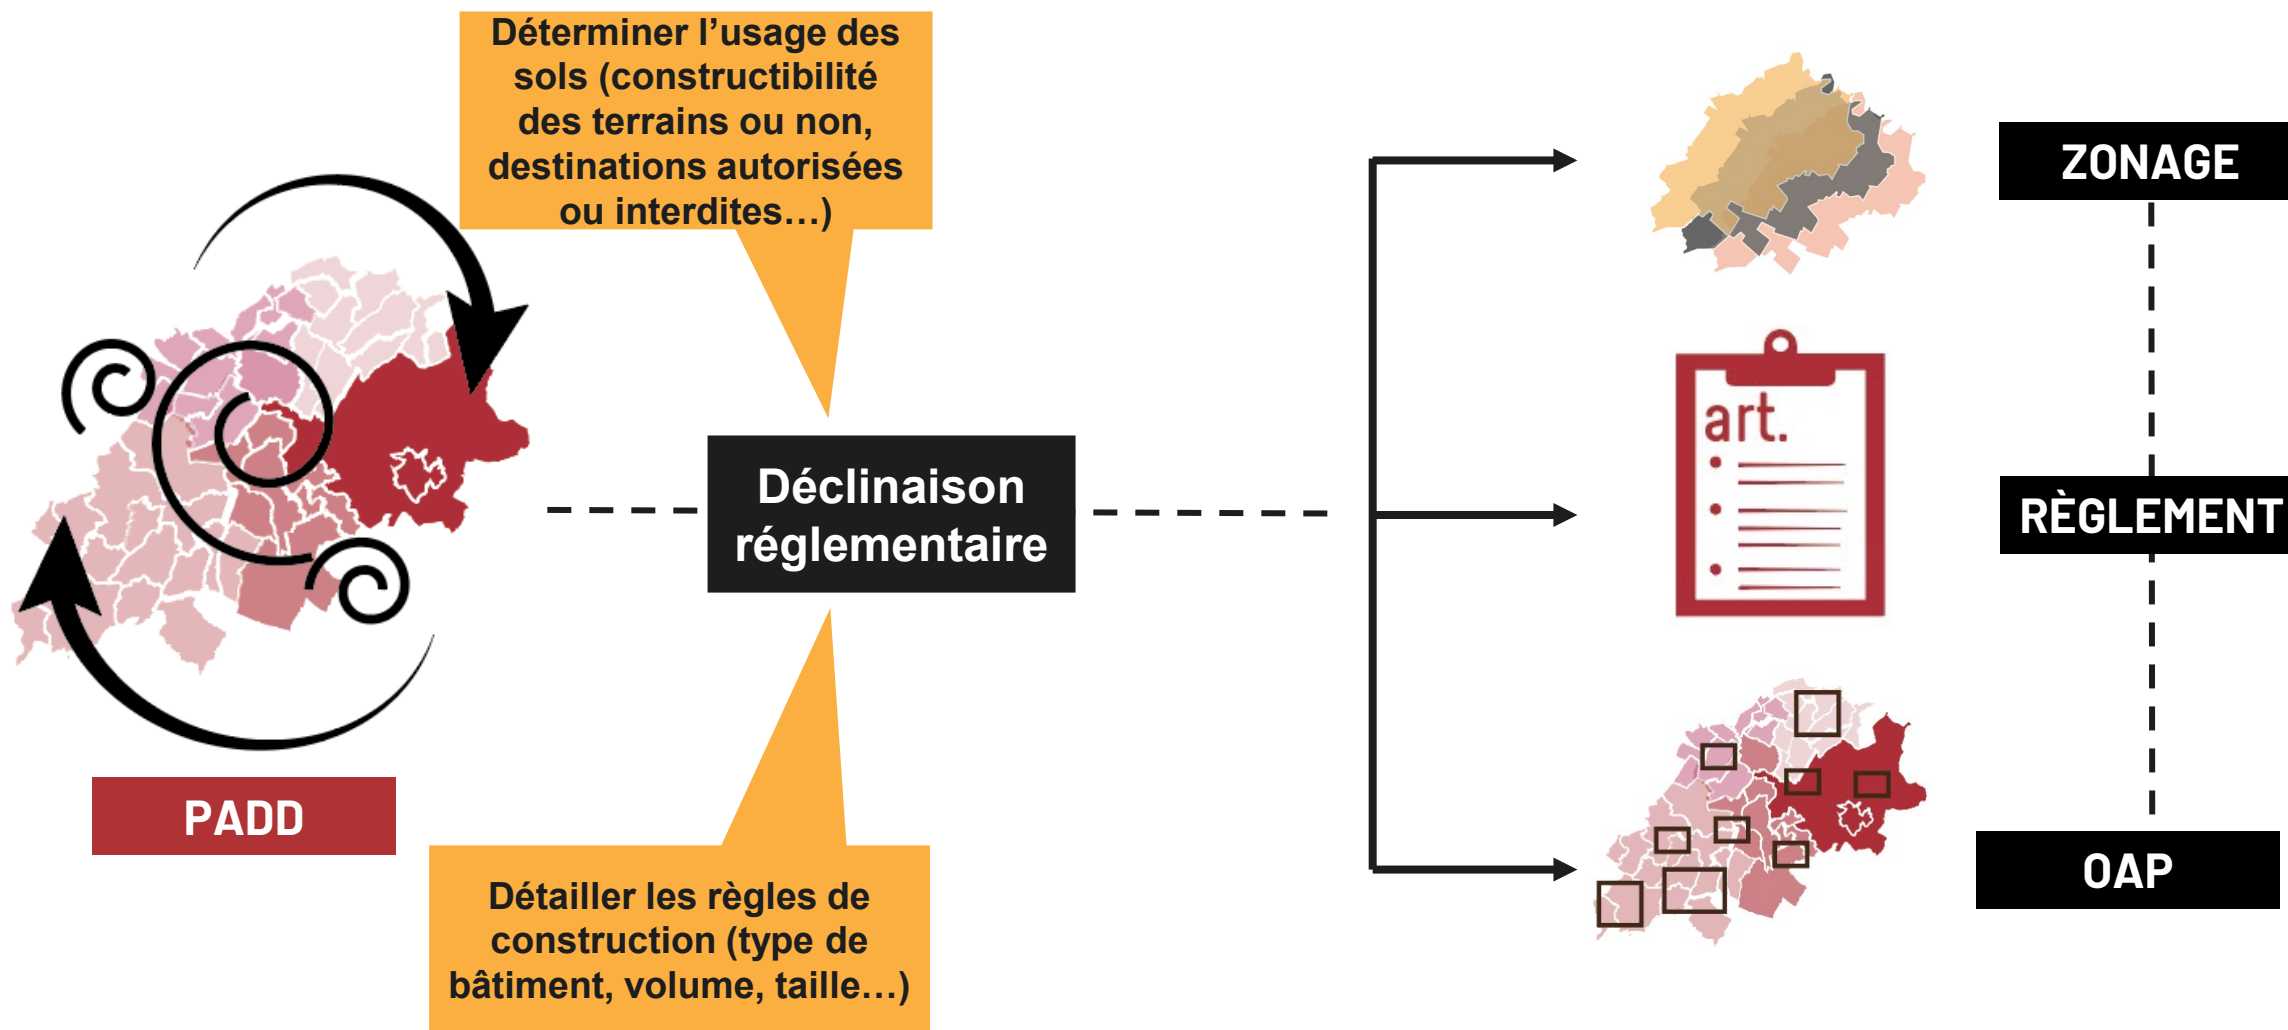 Déterminer l’usage des
sols (constructibilité
des terrains ou non,
destinations autorisées
ou interdites…)
PADD
Déclinaison
réglementaire
Détailler les règles de
construction (type de
bâtiment, volume, taille…)
ZONAGE
art.
RÈGLEMENT
OAP